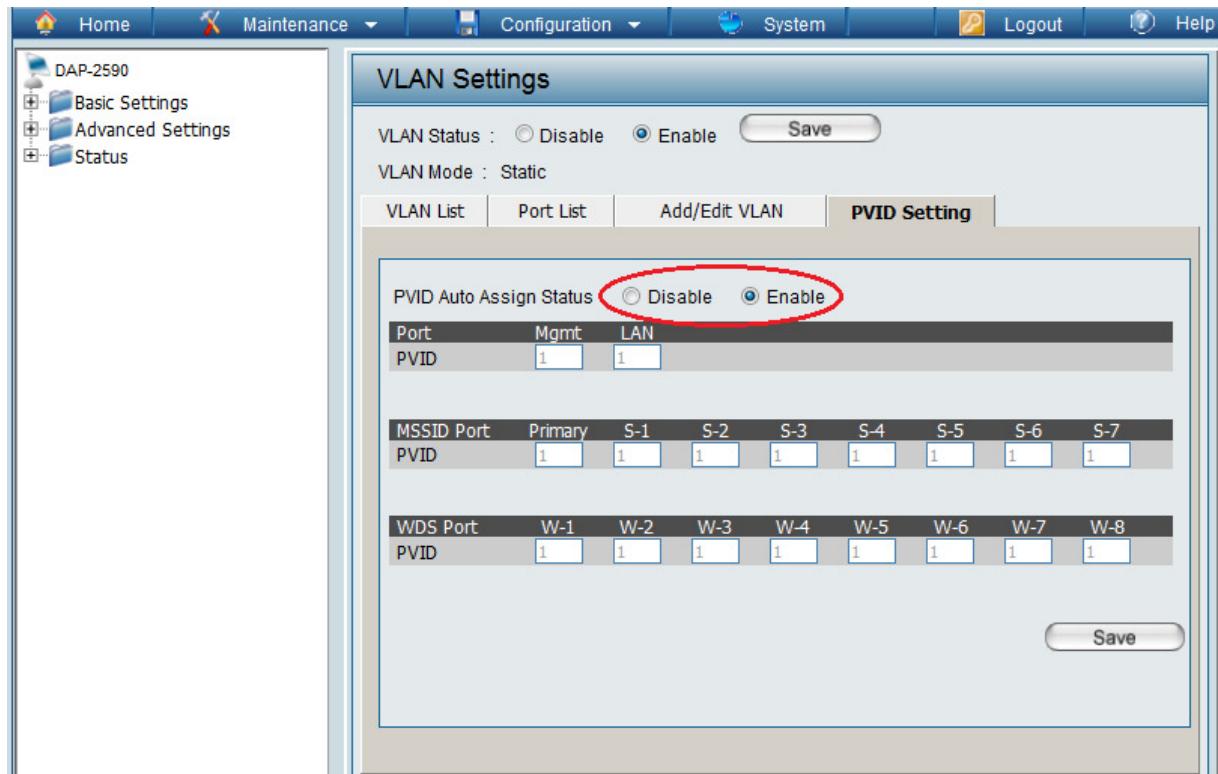 Home Maintenance Configuration System Logout Help
DAP-2590
Basic Settings
Advanced Settings
Status
VLAN Settings
VLAN Status : Disable Enable Save
VLAN Mode : Static
VLAN List Port List Add/Edit VLAN PVID Setting
PVID Auto Assign Status Disable Enable
Port Mgmt LAN
PVID 1 1
MSSID Port Primary S-1 S-2 S-3 S-4 S-5 S-6 S-7
PVID 1 1 1 1 1 1 1 1
WDS Port W-1 W-2 W-3 W-4 W-5 W-6 W-7 W-8
PVID 1 1 1 1 1 1 1 1
Save